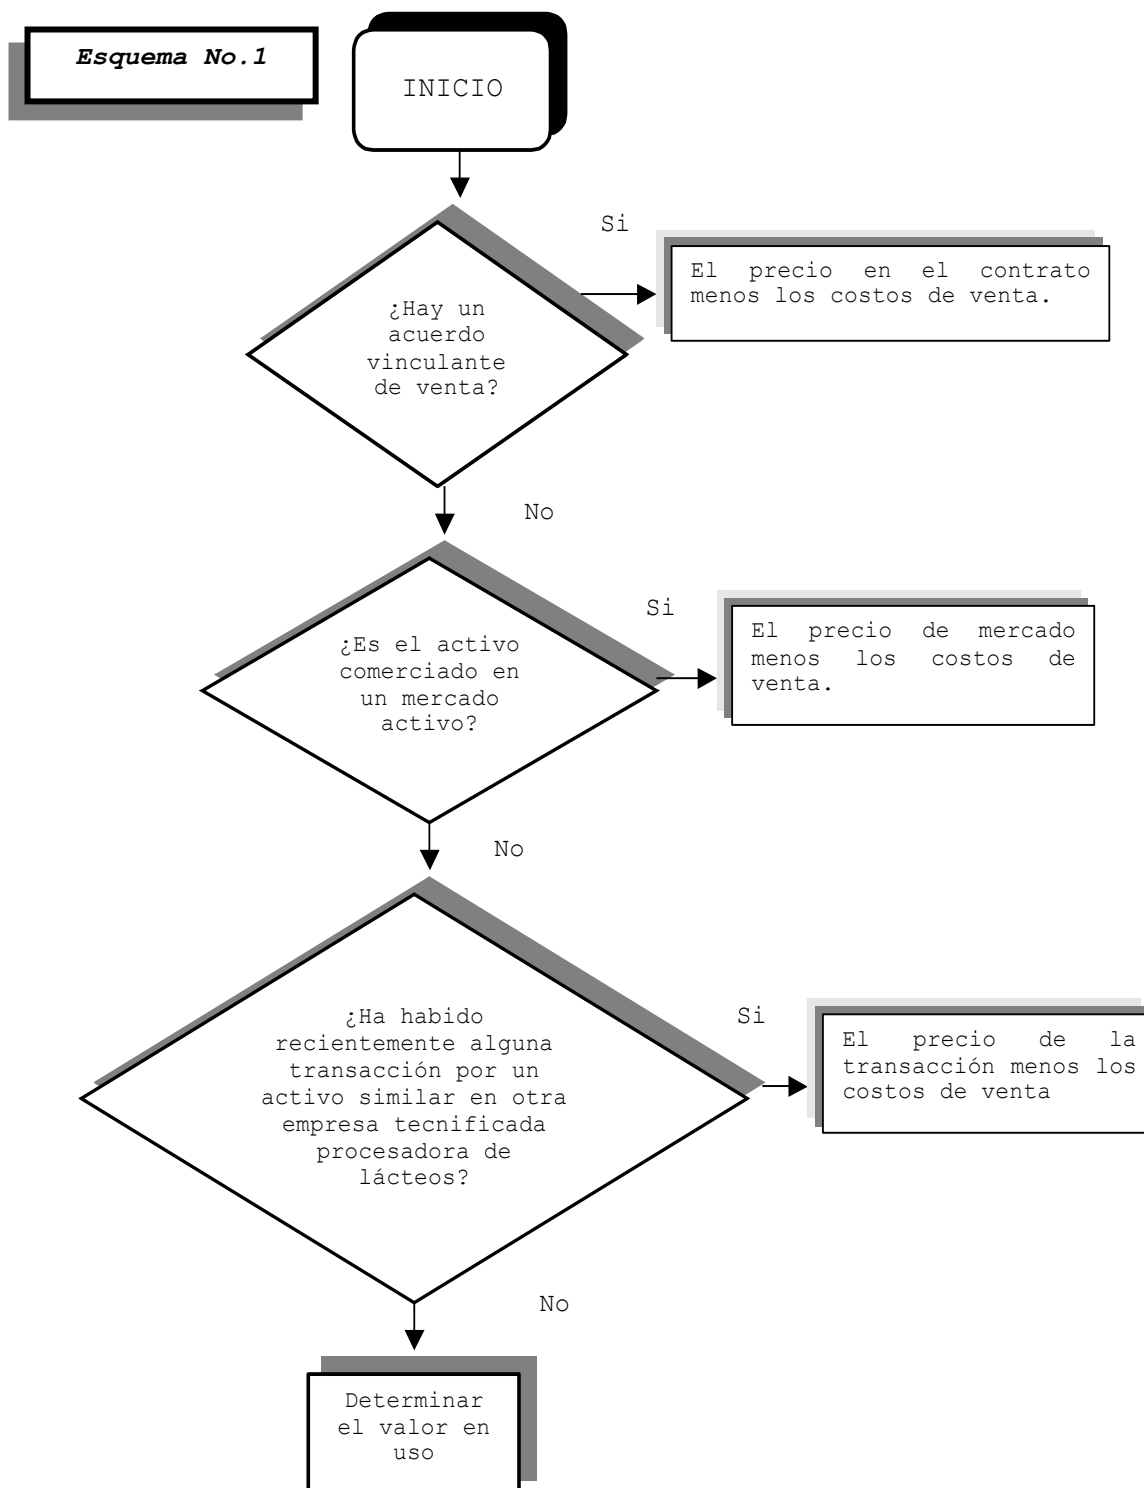 Esquema No.1
INICIO
Si
El precio en el contrato
menos los costos de venta.
¿Hay un
acuerdo
vinculante
de venta?
No
Si
El precio de mercado
menos los costos de
venta.
¿Es el activo
comerciado en
un mercado
activo?
No
Si
El precio de la
transacción menos los
costos de venta
¿Ha habido
recientemente alguna
transacción por un
activo similar en otra
empresa tecnificada
procesadora de
lácteos?
No
Determinar
el valor en
uso